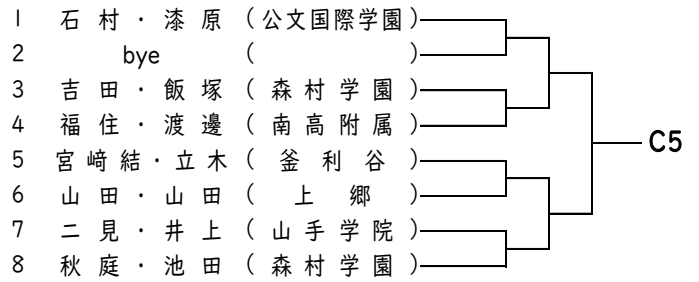 1 石村・漆原 (公文国際学園)
2 bye ( )
3 吉田・飯塚 (森村学園)
4 福住・渡邊 (南高附属)
C5
5 宮﨑結・立木 (釜利谷)
6 山田・山田 (上郷)
7 二見・井上 (山手学院)
8 秋庭・池田 (森村学園)